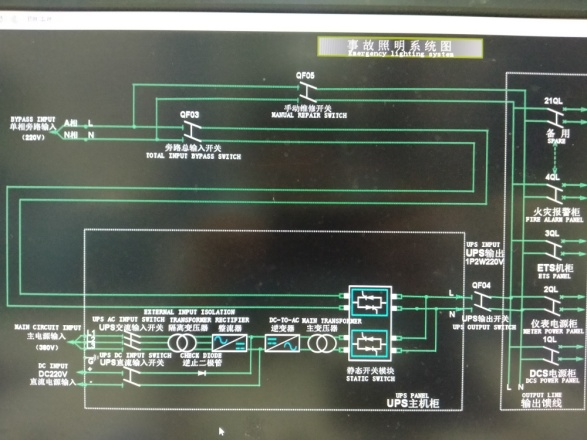 事故照明系统图
Emergency lighting system
QF05
手动维修开关
MANUAL REPAIR SWITCH
BYPASS INPUT
单相旁路输入
(220V)
L
N
QF03
旁路总输入开关
TOTAL INPUT BYPASS SWITCH
21QL
备 用
SPARE
4QL
火灾报警柜
FIRE ALARM PANEL
3QL
ETS机柜
ETS PANEL
2QL
仪表电源柜
METER POWER PANEL
1QL
DCS电源柜
DCS POWER PANEL
L N
OUTPUT LINE
输出馈线
UPS INPUT
UPS输出
1P2W220V
QF04
L
N
UPS输出开关
UPS OUTPUT SWITCH
EXTERNAL INPUT ISOLATION
UPS AC INPUT SWITCH TRANSFORMER RECTIFIER
UPS交流输入开关 隔离变压器 整流器
DC-TO-AC MAIN TRANSFORMER
逆变器 主变压器
MAIN CIRCUIT INPUT
主电源输入
(380V)
UPS DC INPUT SWITCH
UPS直流输入开关
CHECK DIODE
逆止二极管
DC INPUT
DC220V
直流电源输入
静态开关模块
STATIC SWITCH
UPS PANEL
UPS主机柜